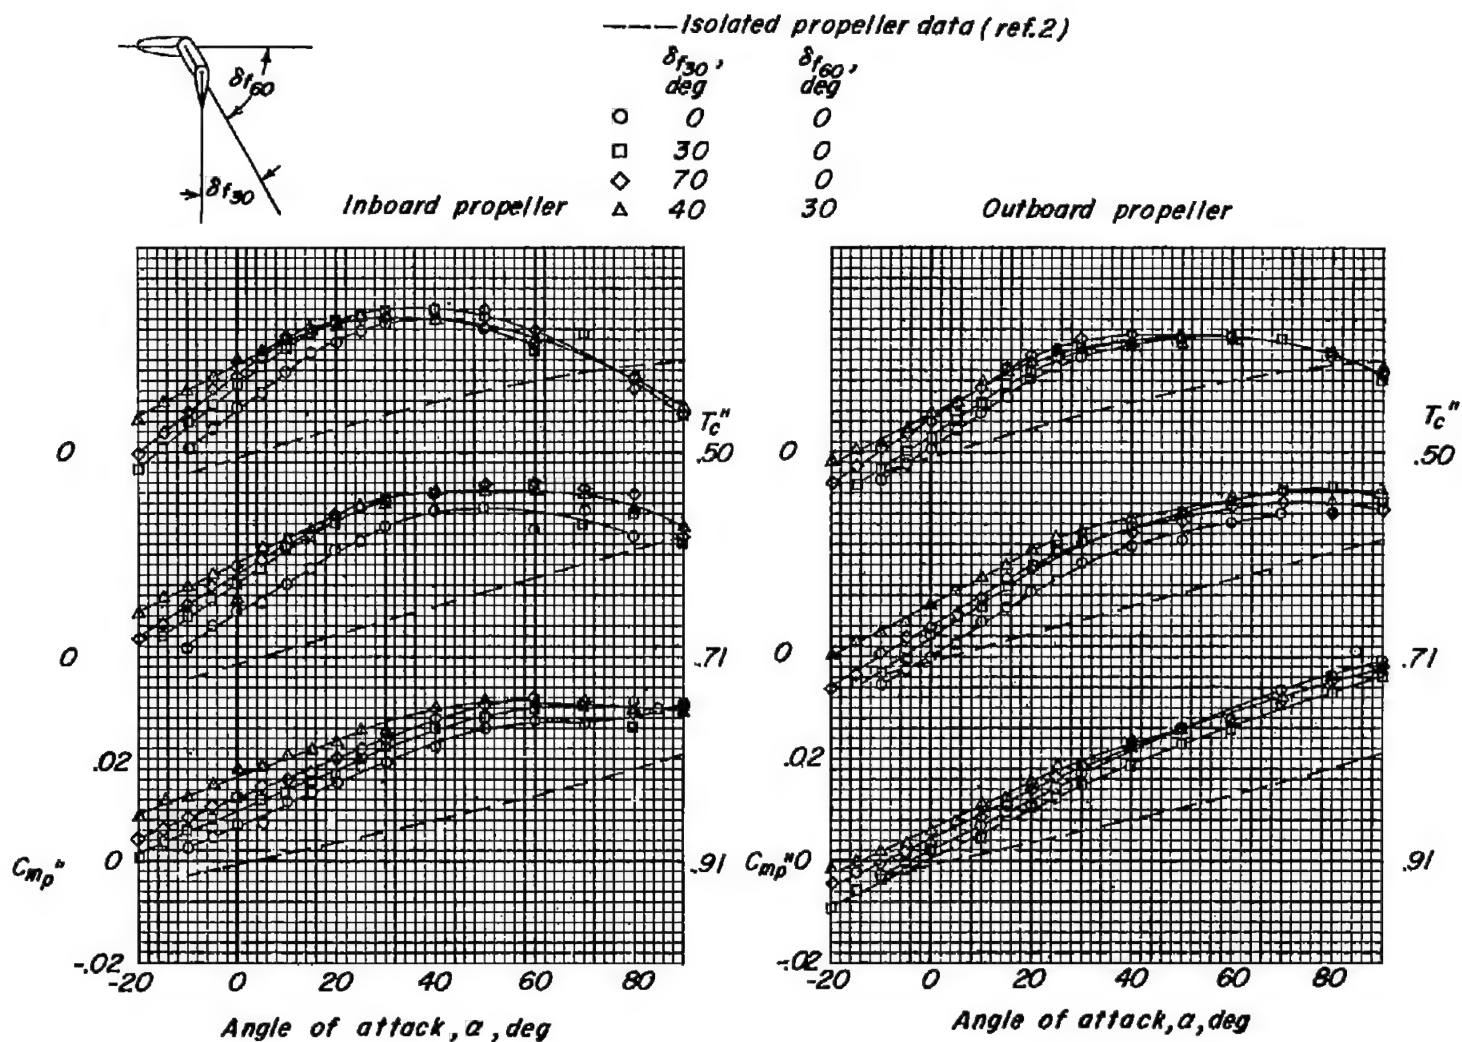 ———Isolated propeller data (ref.2)
δf30, deg δf60, deg
○ 0 0
□ 30 0
◇ 70 0
△ 40 30
δf60
δf30
Inboard propeller
Outboard propeller
Tc"
0 .50
0 .71
.02
Cmp" 0 .91
-.02
-20 0 20 40 60 80
Angle of attack, α, deg
Tc"
0 .50
0 .71
.02
Cmp" 0 .91
-.02
-20 0 20 40 60 80
Angle of attack, α, deg